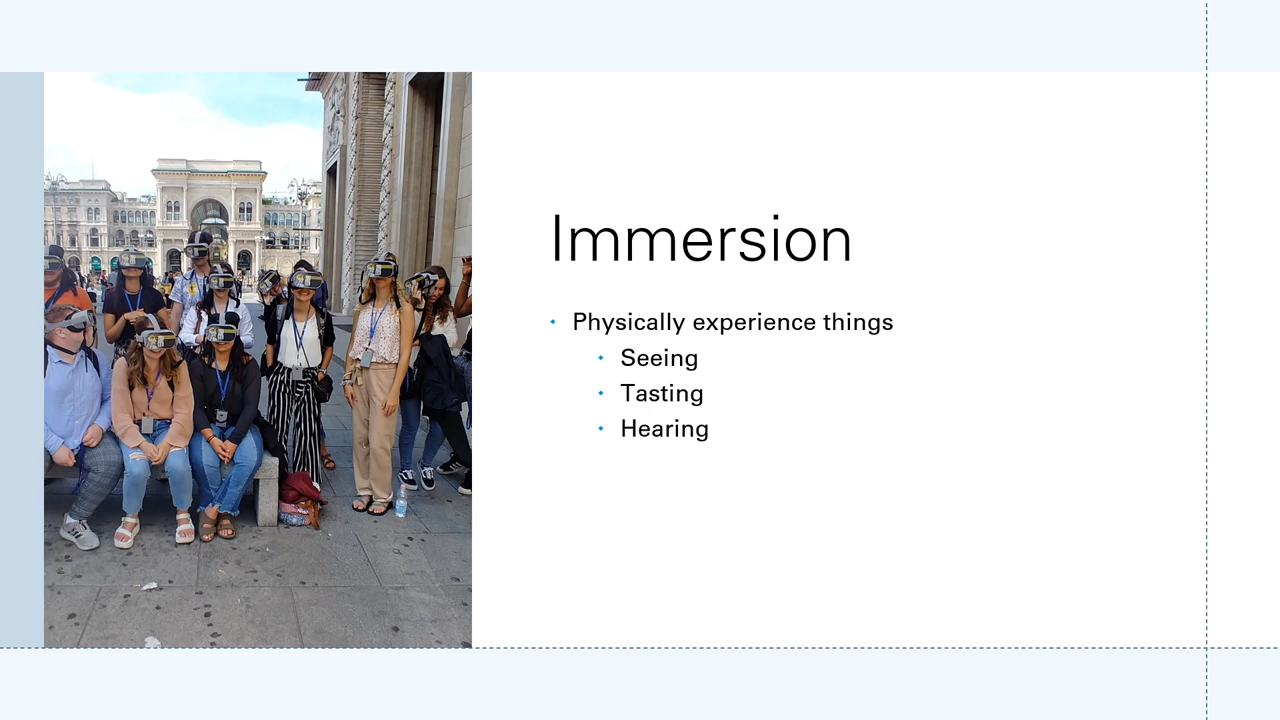 Immersion
Physically experience things
Seeing
Tasting
Hearing